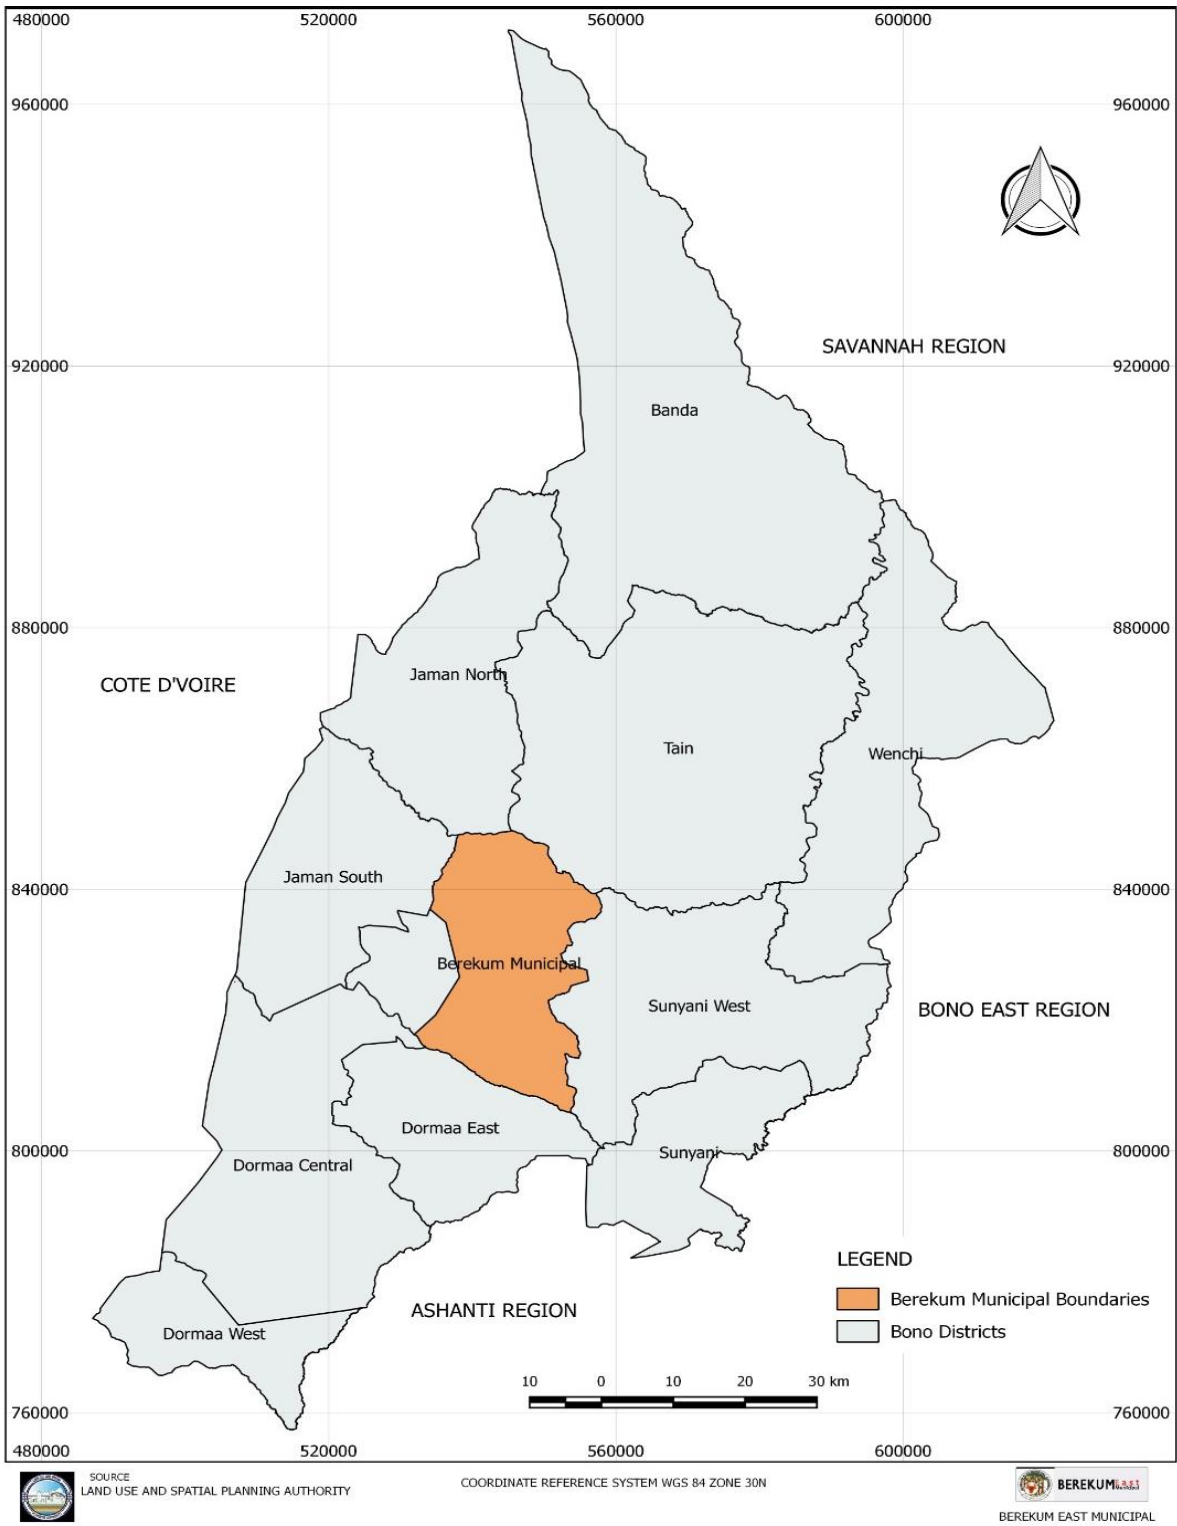 480000 520000 560000 600000
960000 960000
SAVANNAH REGION
920000 920000
Banda
880000 880000
Jaman North
COTE D'VOIRE
Tain
Wenchi
Jaman South
840000 840000
Berekum Municipal
Sunyani West
BONO EAST REGION
Dormaa East
800000 800000
Sunyani
Dormaa Central
LEGEND
Berekum Municipal Boundaries
ASHANTI REGION
Bono Districts
Dormaa West
10 0 10 20 30 km
760000 760000
480000 520000 560000 600000
SOURCE
LAND USE AND SPATIAL PLANNING AUTHORITY
COORDINATE REFERENCE SYSTEM WGS 84 ZONE 30N
BEREKUM East
BEREKUM EAST MUNICIPAL